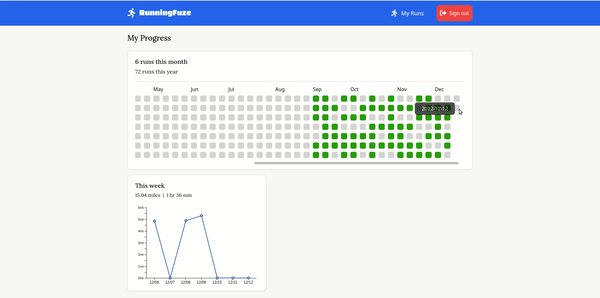 RunningFuze
My Runs
Sign out
My Progress
6 runs this month
72 runs this year
May Jun Jul Aug Sep Oct Nov Dec
2022/12/12
This week
15.04 miles | 1 hr 36 min
12/06 12/07 12/08 12/09 12/10 12/11 12/12